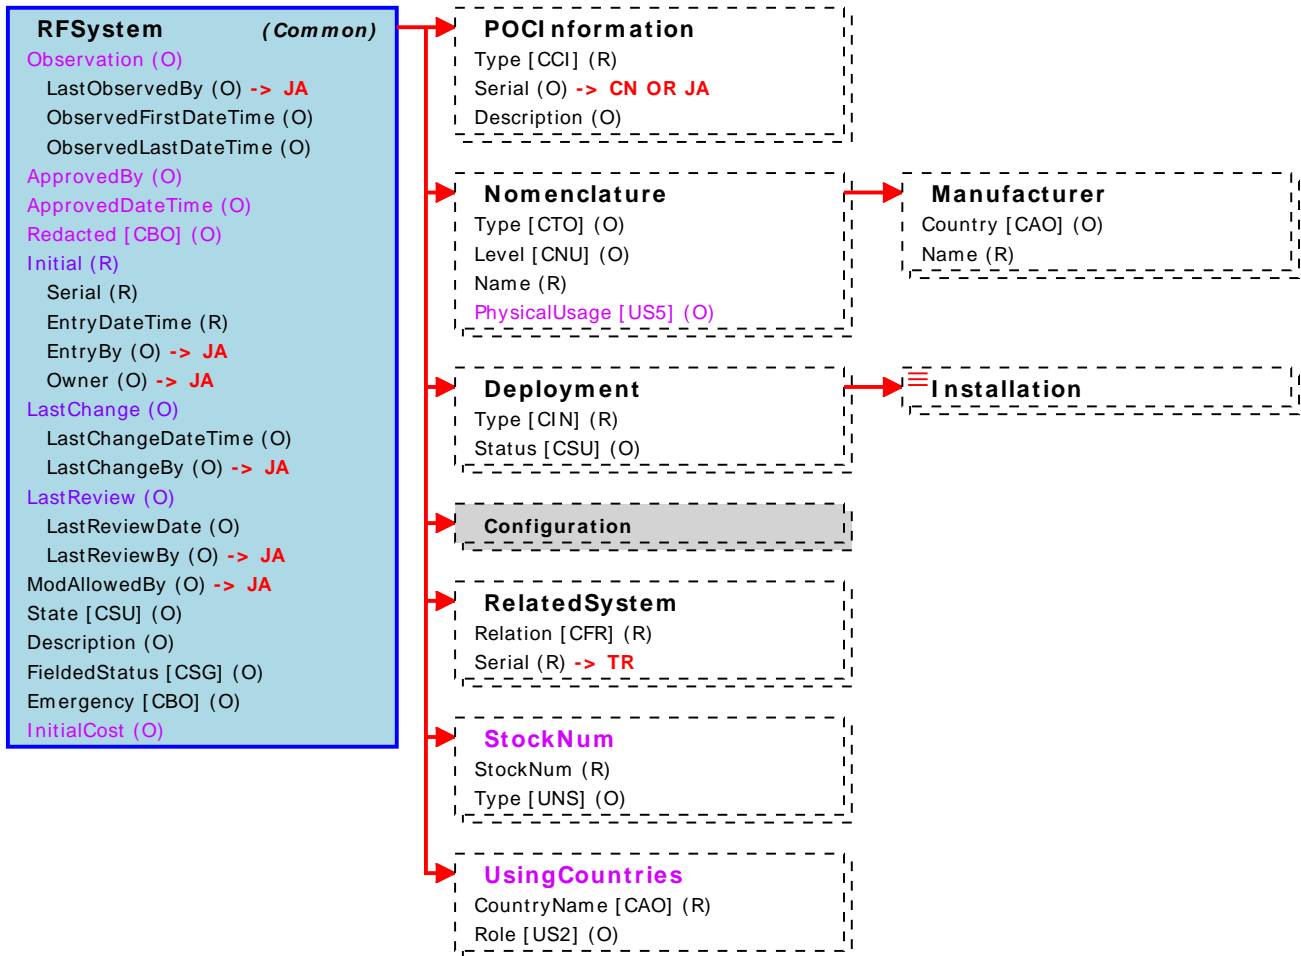 RFSystem (Common)
Observation (O)
LastObservedBy (O) -> JA
ObservedFirstDateTime (O)
ObservedLastDateTime (O)
ApprovedBy (O)
ApprovedDateTime (O)
Redacted [CBO] (O)
Initial (R)
Serial (R)
EntryDateTime (R)
EntryBy (O) -> JA
Owner (O) -> JA
LastChange (O)
LastChangeDateTime (O)
LastChangeBy (O) -> JA
LastReview (O)
LastReviewDate (O)
LastReviewBy (O) -> JA
ModAllowedBy (O) -> JA
State [CSU] (O)
Description (O)
FieldedStatus [CSG] (O)
Emergency [CBO] (O)
InitialCost (O)
POCInformation
Type [CCI] (R)
Serial (O) -> CN OR JA
Description (O)
Nomenclature
Type [CTO] (O)
Level [CNU] (O)
Name (R)
PhysicalUsage [US5] (O)
Manufacturer
Country [CAO] (O)
Name (R)
Deployment
Type [CIN] (R)
Status [CSU] (O)
Installation
Configuration
RelatedSystem
Relation [CFR] (R)
Serial (R) -> TR
StockNum
StockNum (R)
Type [UNS] (O)
UsingCountries
CountryName [CAO] (R)
Role [US2] (O)